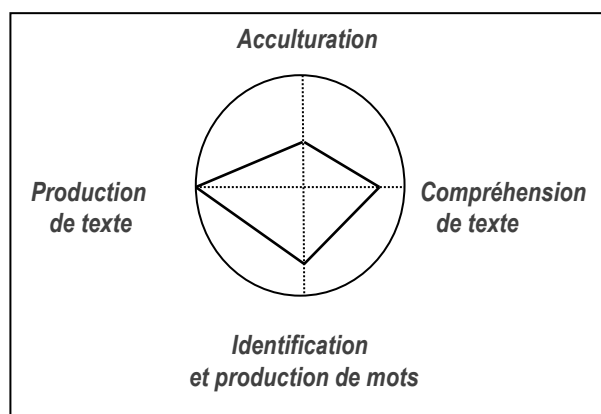 Acculturation
Production
de texte
Compréhension
de texte
Identification
et production de mots